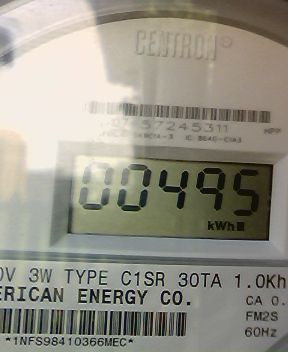 CENTRON®
57245311
HPP
00495
kWh
0V 3W TYPE C1SR 30TA 1.0Kh
ERICAN ENERGY CO.
CA 0.
FM2S
60Hz
*1NFS98410366MEC*